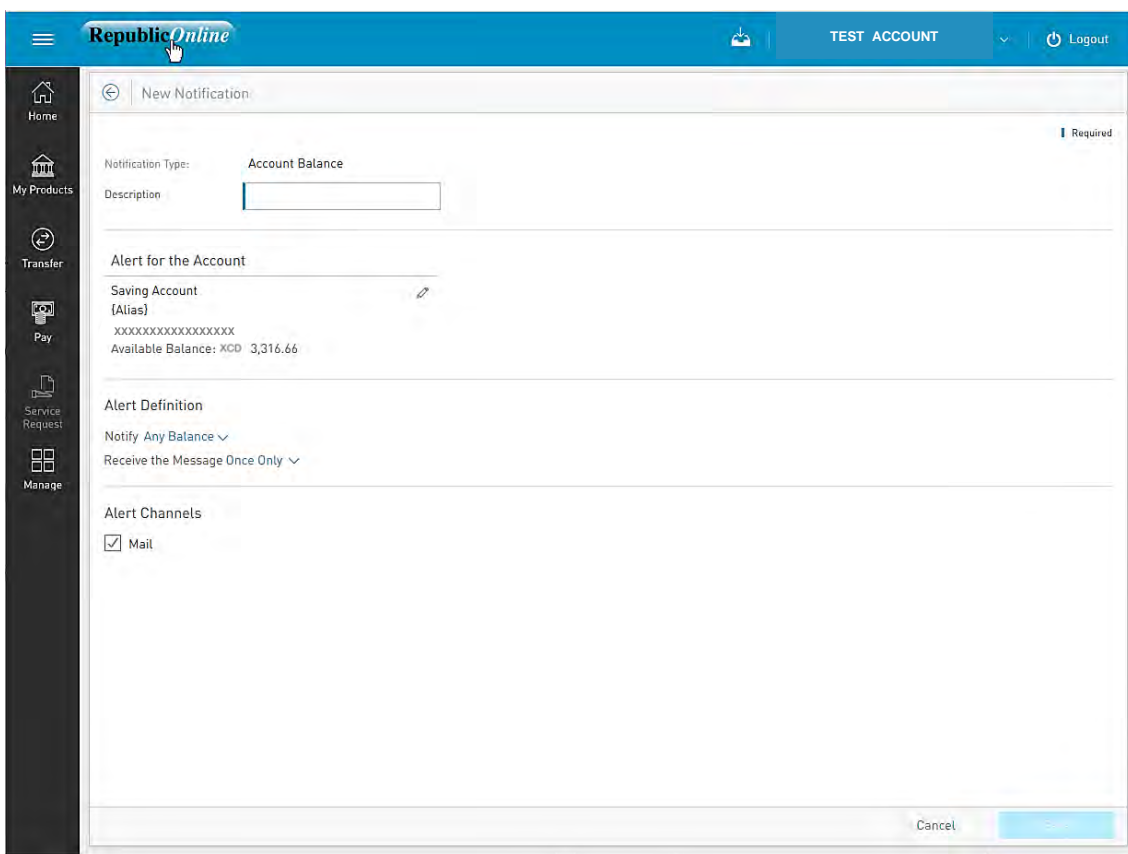 RepublicOnline
TEST ACCOUNT
Logout
Home
New Notification
Required
My Products
Notification Type: Account Balance
Description
Transfer
Alert for the Account
Saving Account
{Alias}
xxxxxxxxxxxxxxxxx
Available Balance: XCD 3,316.66
Pay
Service
Request
Alert Definition
Notify Any Balance
Receive the Message Once Only
Manage
Alert Channels
Mail
Cancel